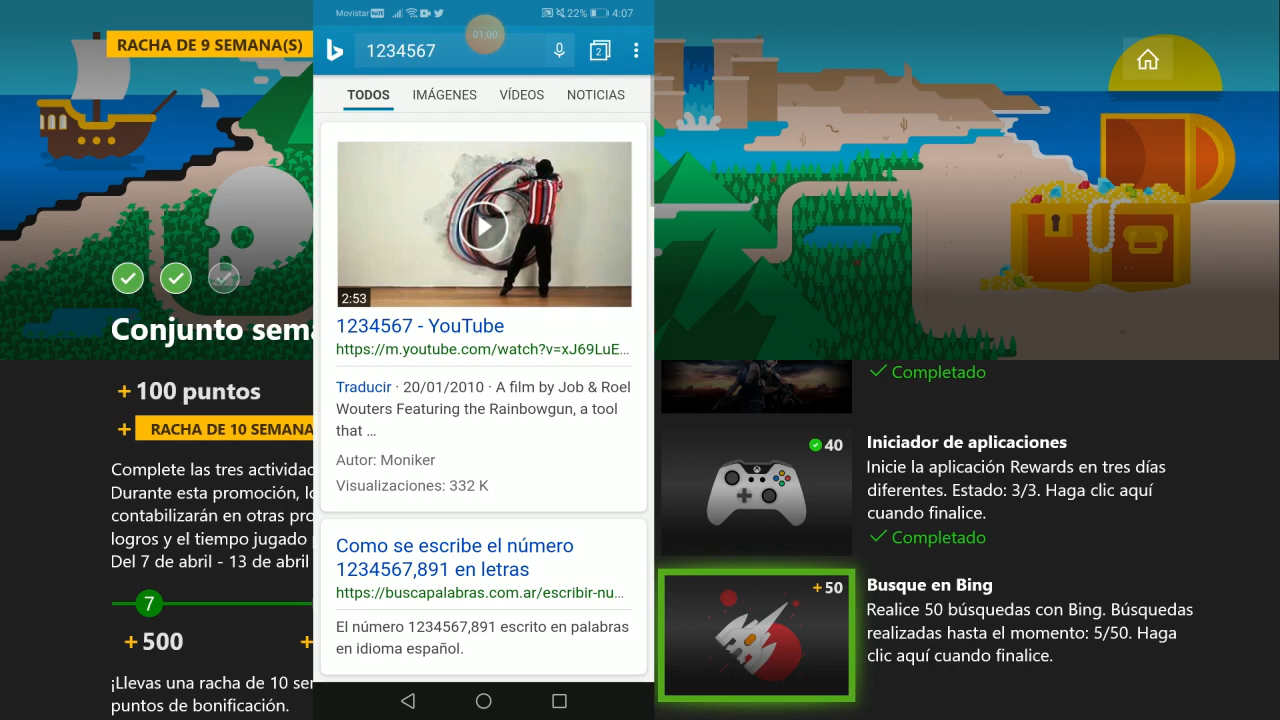 RACHA DE 9 SEMANA(S)
Conjunto sema
+ 100 puntos
+ RACHA DE 10 SEMANA
Complete las tres actividad
Durante esta promoción, lo
contabilizarán en otras pro
logros y el tiempo jugado
Del 7 de abril - 13 de abril
7
+500
+
¡Llevas una racha de 10 ser
puntos de bonificación.
Movistar
22%
4:07
01:00
1234567
2
TODOS
IMÁGENES
VÍDEOS
NOTICIAS
2:53
1234567 - YouTube
https://m.youtube.com/watch?v=xJ69LuE...
Traducir · 20/01/2010 · A film by Job & Roel
Wouters Featuring the Rainbowgun, a tool
that ...
Autor: Moniker
Visualizaciones: 332 K
Como se escribe el número
1234567,891 en letras
https://buscapalabras.com.ar/escribir-nu...
El número 1234567,891 escrito en palabras
en idioma español.
Completado
40
Iniciador de aplicaciones
Inicie la aplicación Rewards en tres días
diferentes. Estado: 3/3. Haga clic aquí
cuando finalice.
Completado
+50
Busque en Bing
Realice 50 búsquedas con Bing. Búsquedas
realizadas hasta el momento: 5/50. Haga
clic aquí cuando finalice.